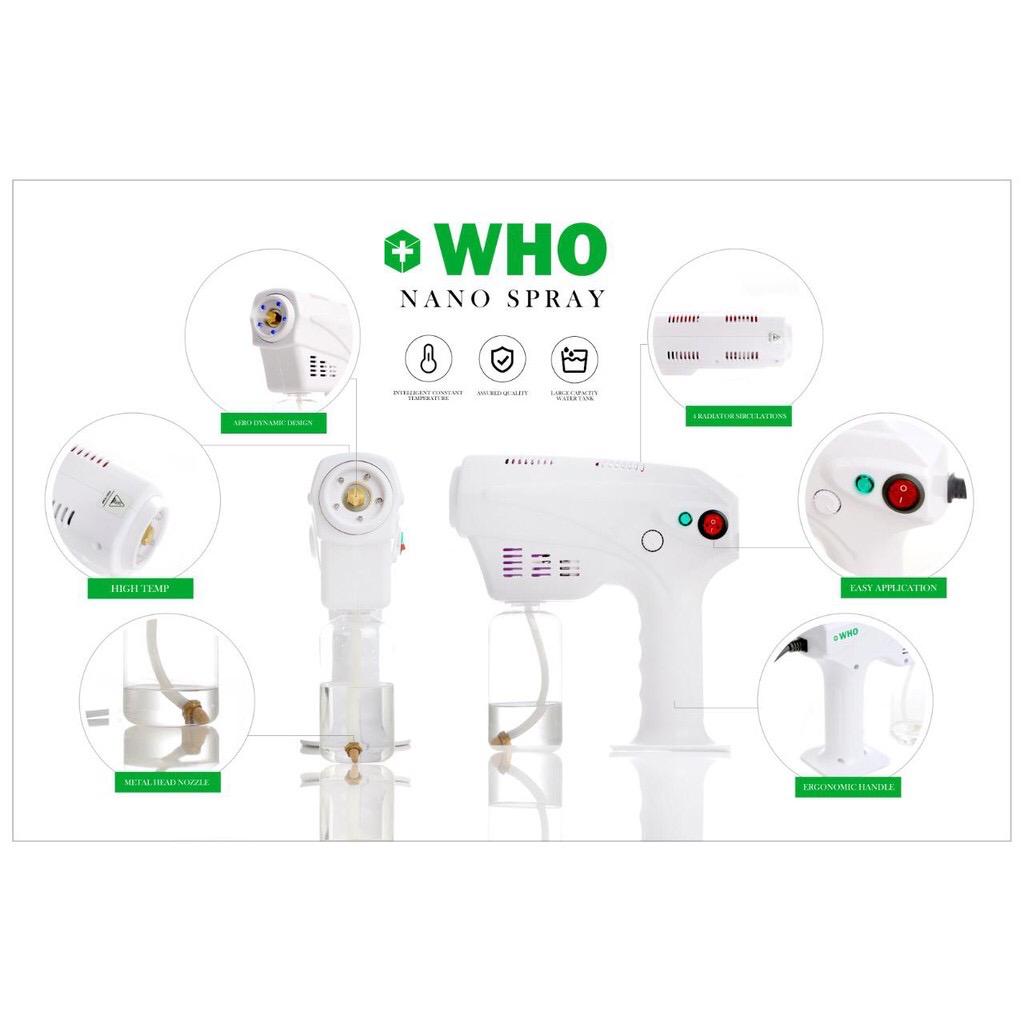 WHO
NANO SPRAY
INTELLIGENT CONSTANT
TEMPERATURE
ASSURED QUALITY
LARGE CAPACITY
WATER TANK
AERO DYNAMIC DESIGN
4 RADIATOR SIRCULATIONS
HIGH TEMP
EASY APPLICATION
WHO
METAL HEAD NOZZLE
ERGONOMIC HANDLE